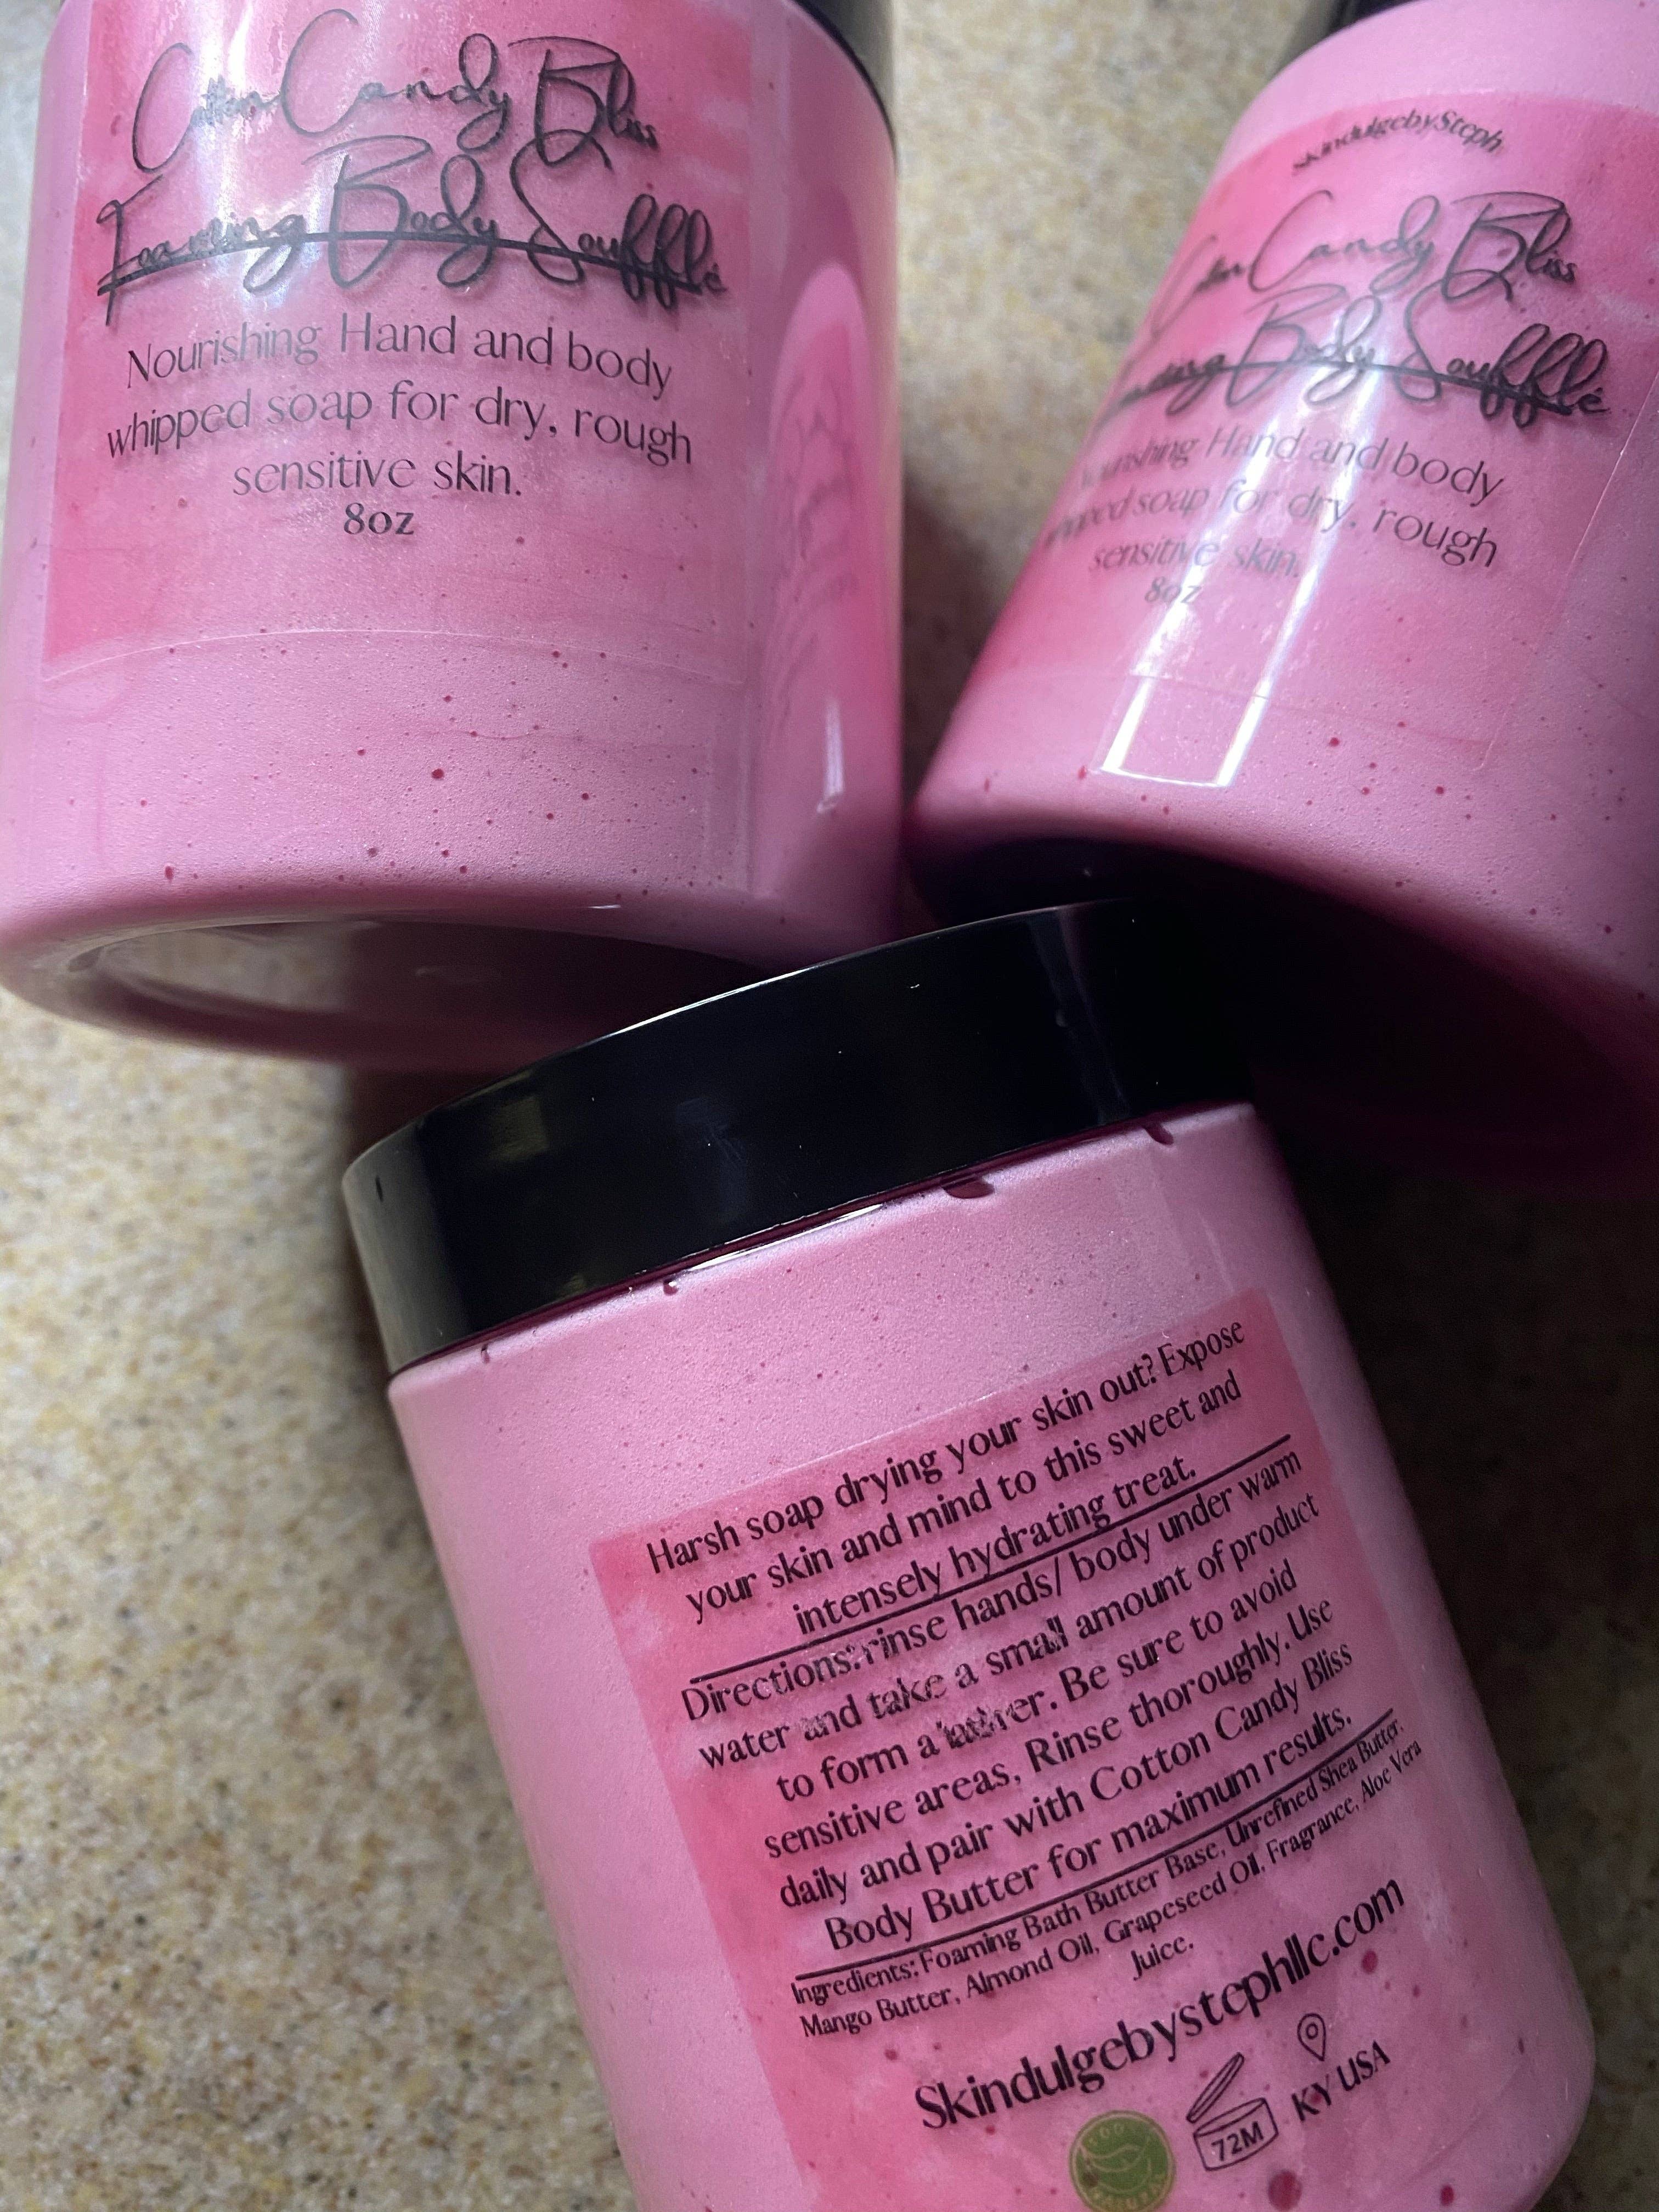 Cotton Candy Bliss
Foaming Body Soufflé
Nourishing Hand and body
whipped soap for dry, rough
sensitive skin.
8oz
SkindulgebySteph
Cotton Candy Bliss
Body Soufflé
Nourishing Hand and body
whipped soap for dry, rough
sensitive skin.
8oz
Harsh soap drying your skin out? Expose
your skin and mind to this sweet and
intensely hydrating treat.
Directions: rinse hands/ body under warm
water and take a small amount of product
to form a lather. Be sure to avoid
sensitive areas, Rinse thoroughly. Use
daily and pair with Cotton Candy Bliss
Body Butter for maximum results.
Ingredients: Foaming Bath Butter Base, Unrefined Shea Butter,
Mango Butter, Almond Oil, Grapeseed Oil, Fragrance, Aloe Vera
Juice.
Skindulgebystephllc.com
72M
KY USA